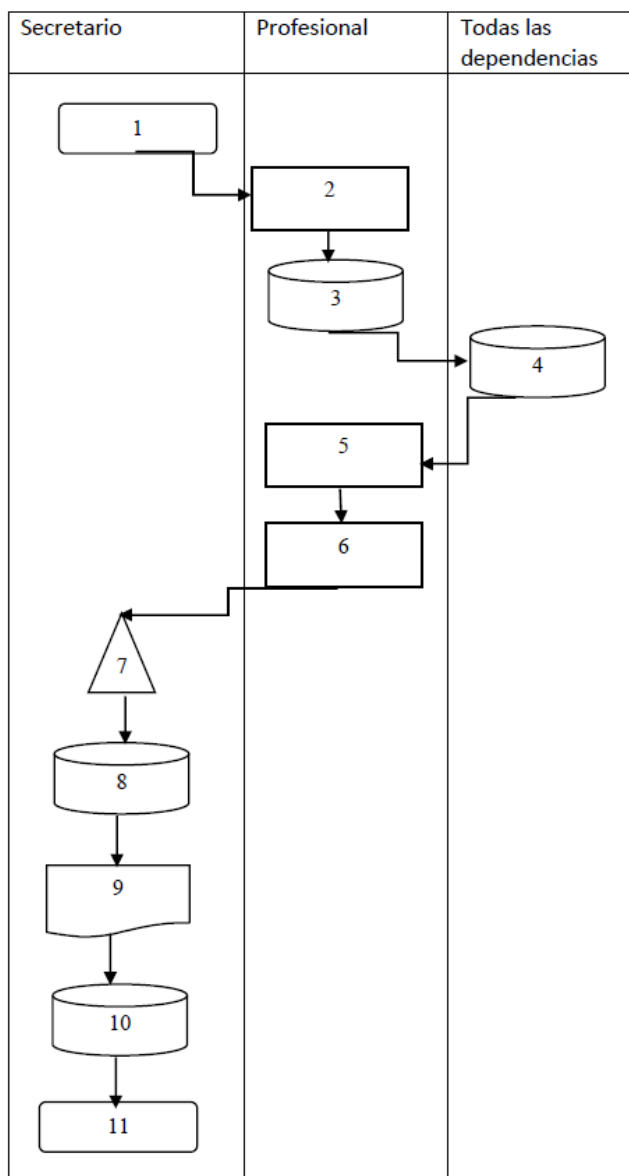 Secretario
Profesional
Todas las
dependencias
1
2
3
4
5
6
7
8
9
10
11